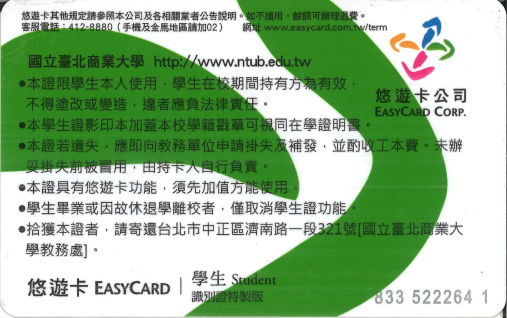 悠遊卡其他規定請參照本公司及各相關業者公告說明。如不續用，餘額可辦理退費。
客服電話：412-8880（手機及金馬地區請加02） 網址 www.easycard.com.tw/term
國立臺北商業大學 http://www.ntub.edu.tw
●本證限學生本人使用，學生在校期間持有方為有效，
不得塗改或變造，違者應負法律責任。
●本學生證影印本加蓋本校學籍戳章可視同在學證明書。
●本證若遺失，應即向教務單位申請掛失及補發，並酌收工本費。未辦
妥掛失前被冒用，由持卡人自行負責。
●本證具有悠遊卡功能，須先加值方能使用。
●學生畢業或因故休退學離校者，僅取消學生證功能。
●拾獲本證者，請寄還台北市中正區濟南路一段321號[國立臺北商業大
學教務處]。
悠遊卡公司
EASYCARD CORP.
悠遊卡 EASYCARD
學生 Student
識別證特製版
833 522264 1